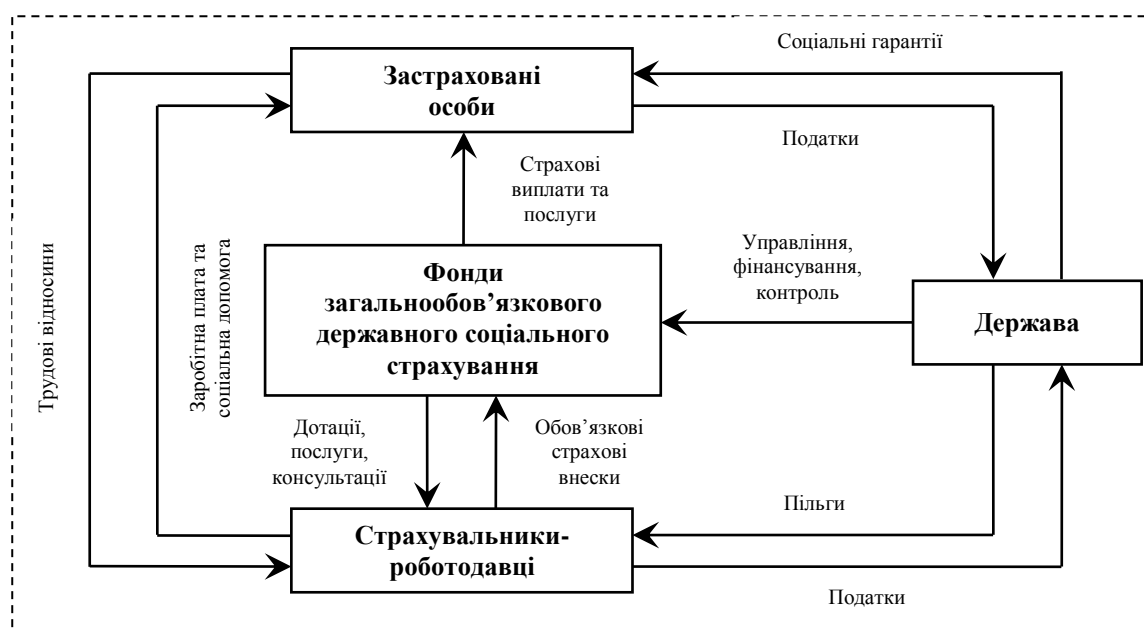 Соціальні гарантії
Застраховані
особи
Податки
Страхові
виплати та
послуги
Трудові відносини
Заробітна плата та
соціальна допомога
Управління,
фінансування,
контроль
Фонди
загальнообов’язкового
державного соціального
страхування
Держава
Дотації,
послуги,
консультації
Обов’язкові
страхові
внески
Пільги
Страхувальники-
роботодавці
Податки